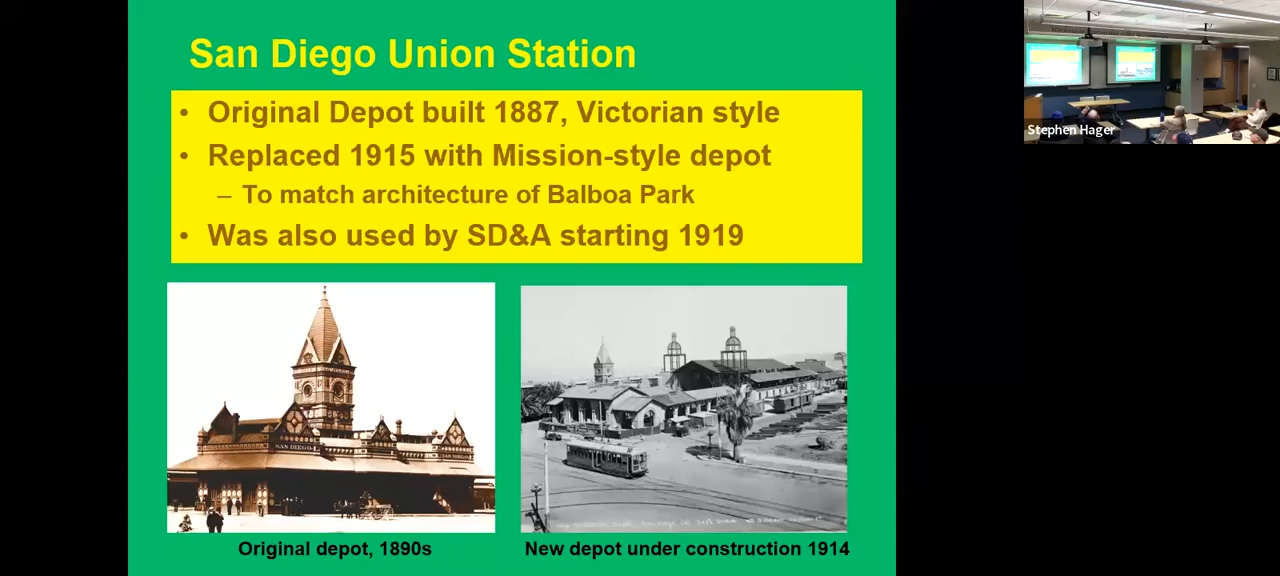 San Diego Union Station
• Original Depot built 1887, Victorian style
• Replaced 1915 with Mission-style depot
– To match architecture of Balboa Park
• Was also used by SD&A starting 1919
SAN DIEGO
Original depot, 1890s
New depot under construction 1914
Stephen Hager